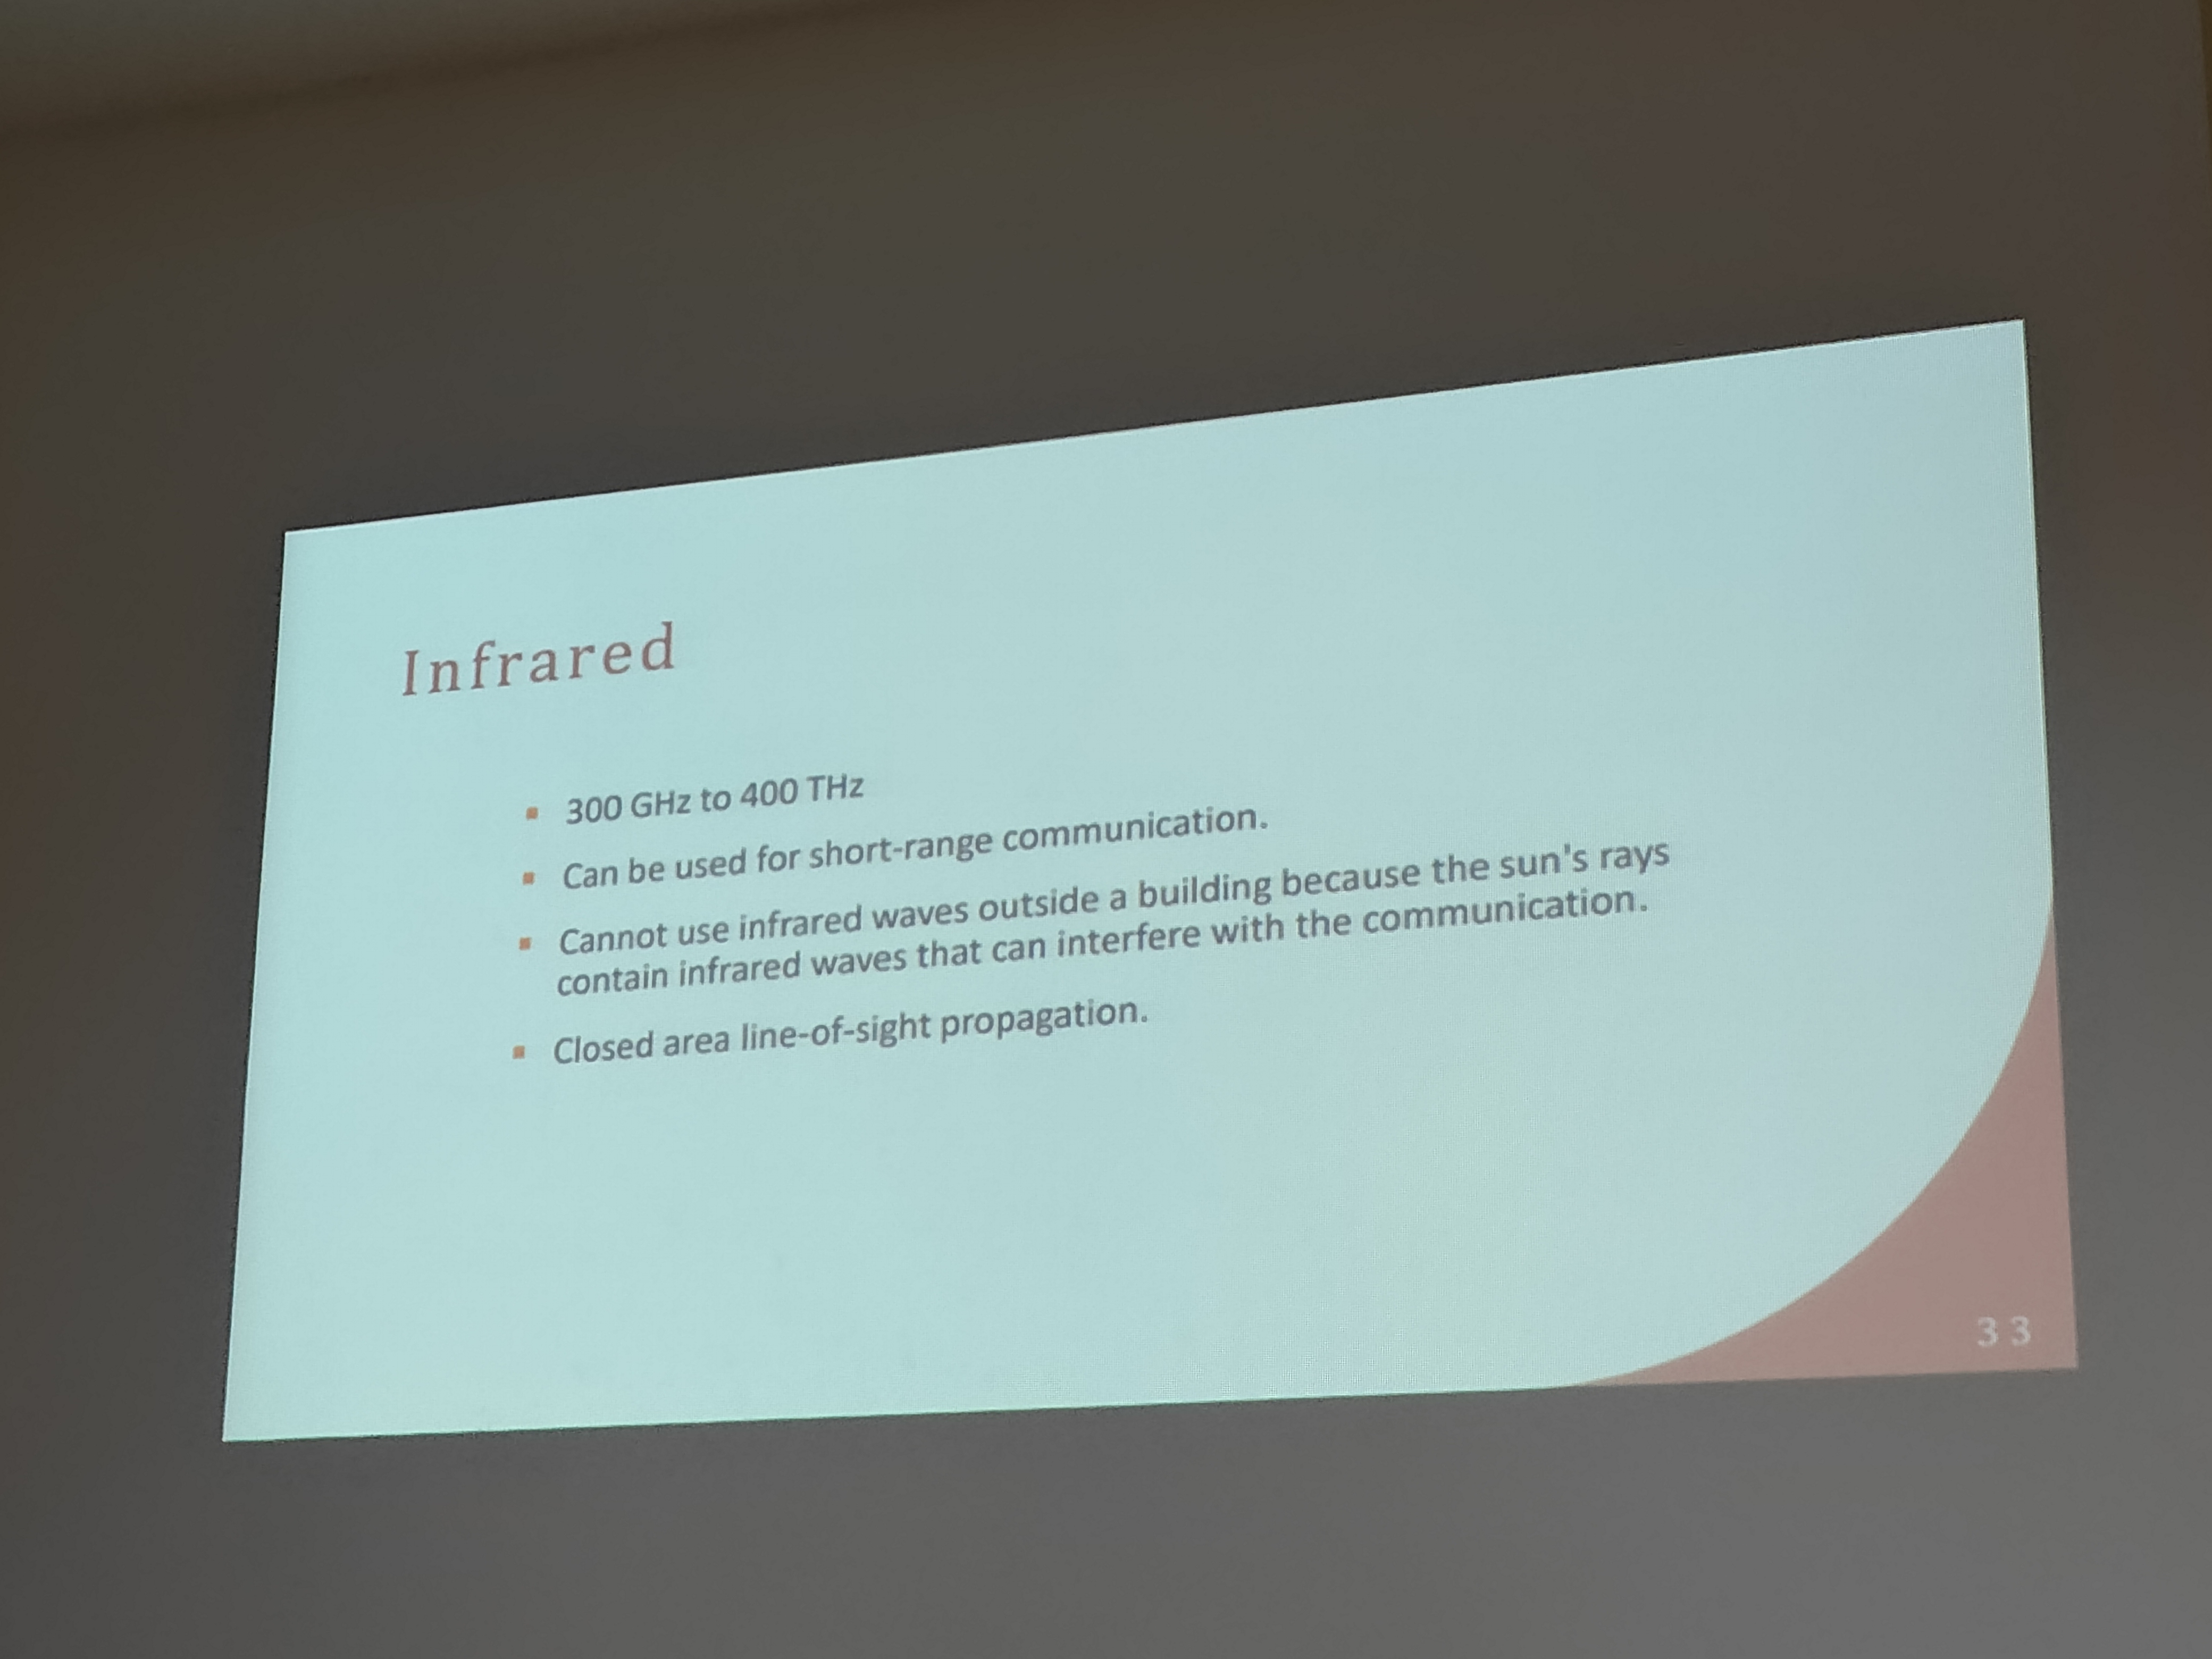 Infrared
▪ 300 GHz to 400 THz
▪ Can be used for short-range communication.
▪ Cannot use infrared waves outside a building because the sun's rays
contain infrared waves that can interfere with the communication.
▪ Closed area line-of-sight propagation.
33